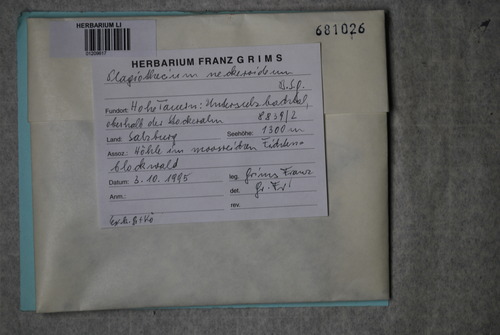 HERBARIUM LI
681026
HERBARIUM FRANZ GRIMS
Plagiothecium neckeroideum
B.Sp.
Fundort: Hohe Tauern: Untersulzbachtal,
oberhalb der Stockeralm 8839/2
Land: Salzburg Seehöhe: 1300 m
Assoz.: Höhle im moosreichen Fichten-
blockwald
Datum: 3.10.1995 leg. Grims Franz
Anm.: det. Gr. Fr.
rev.